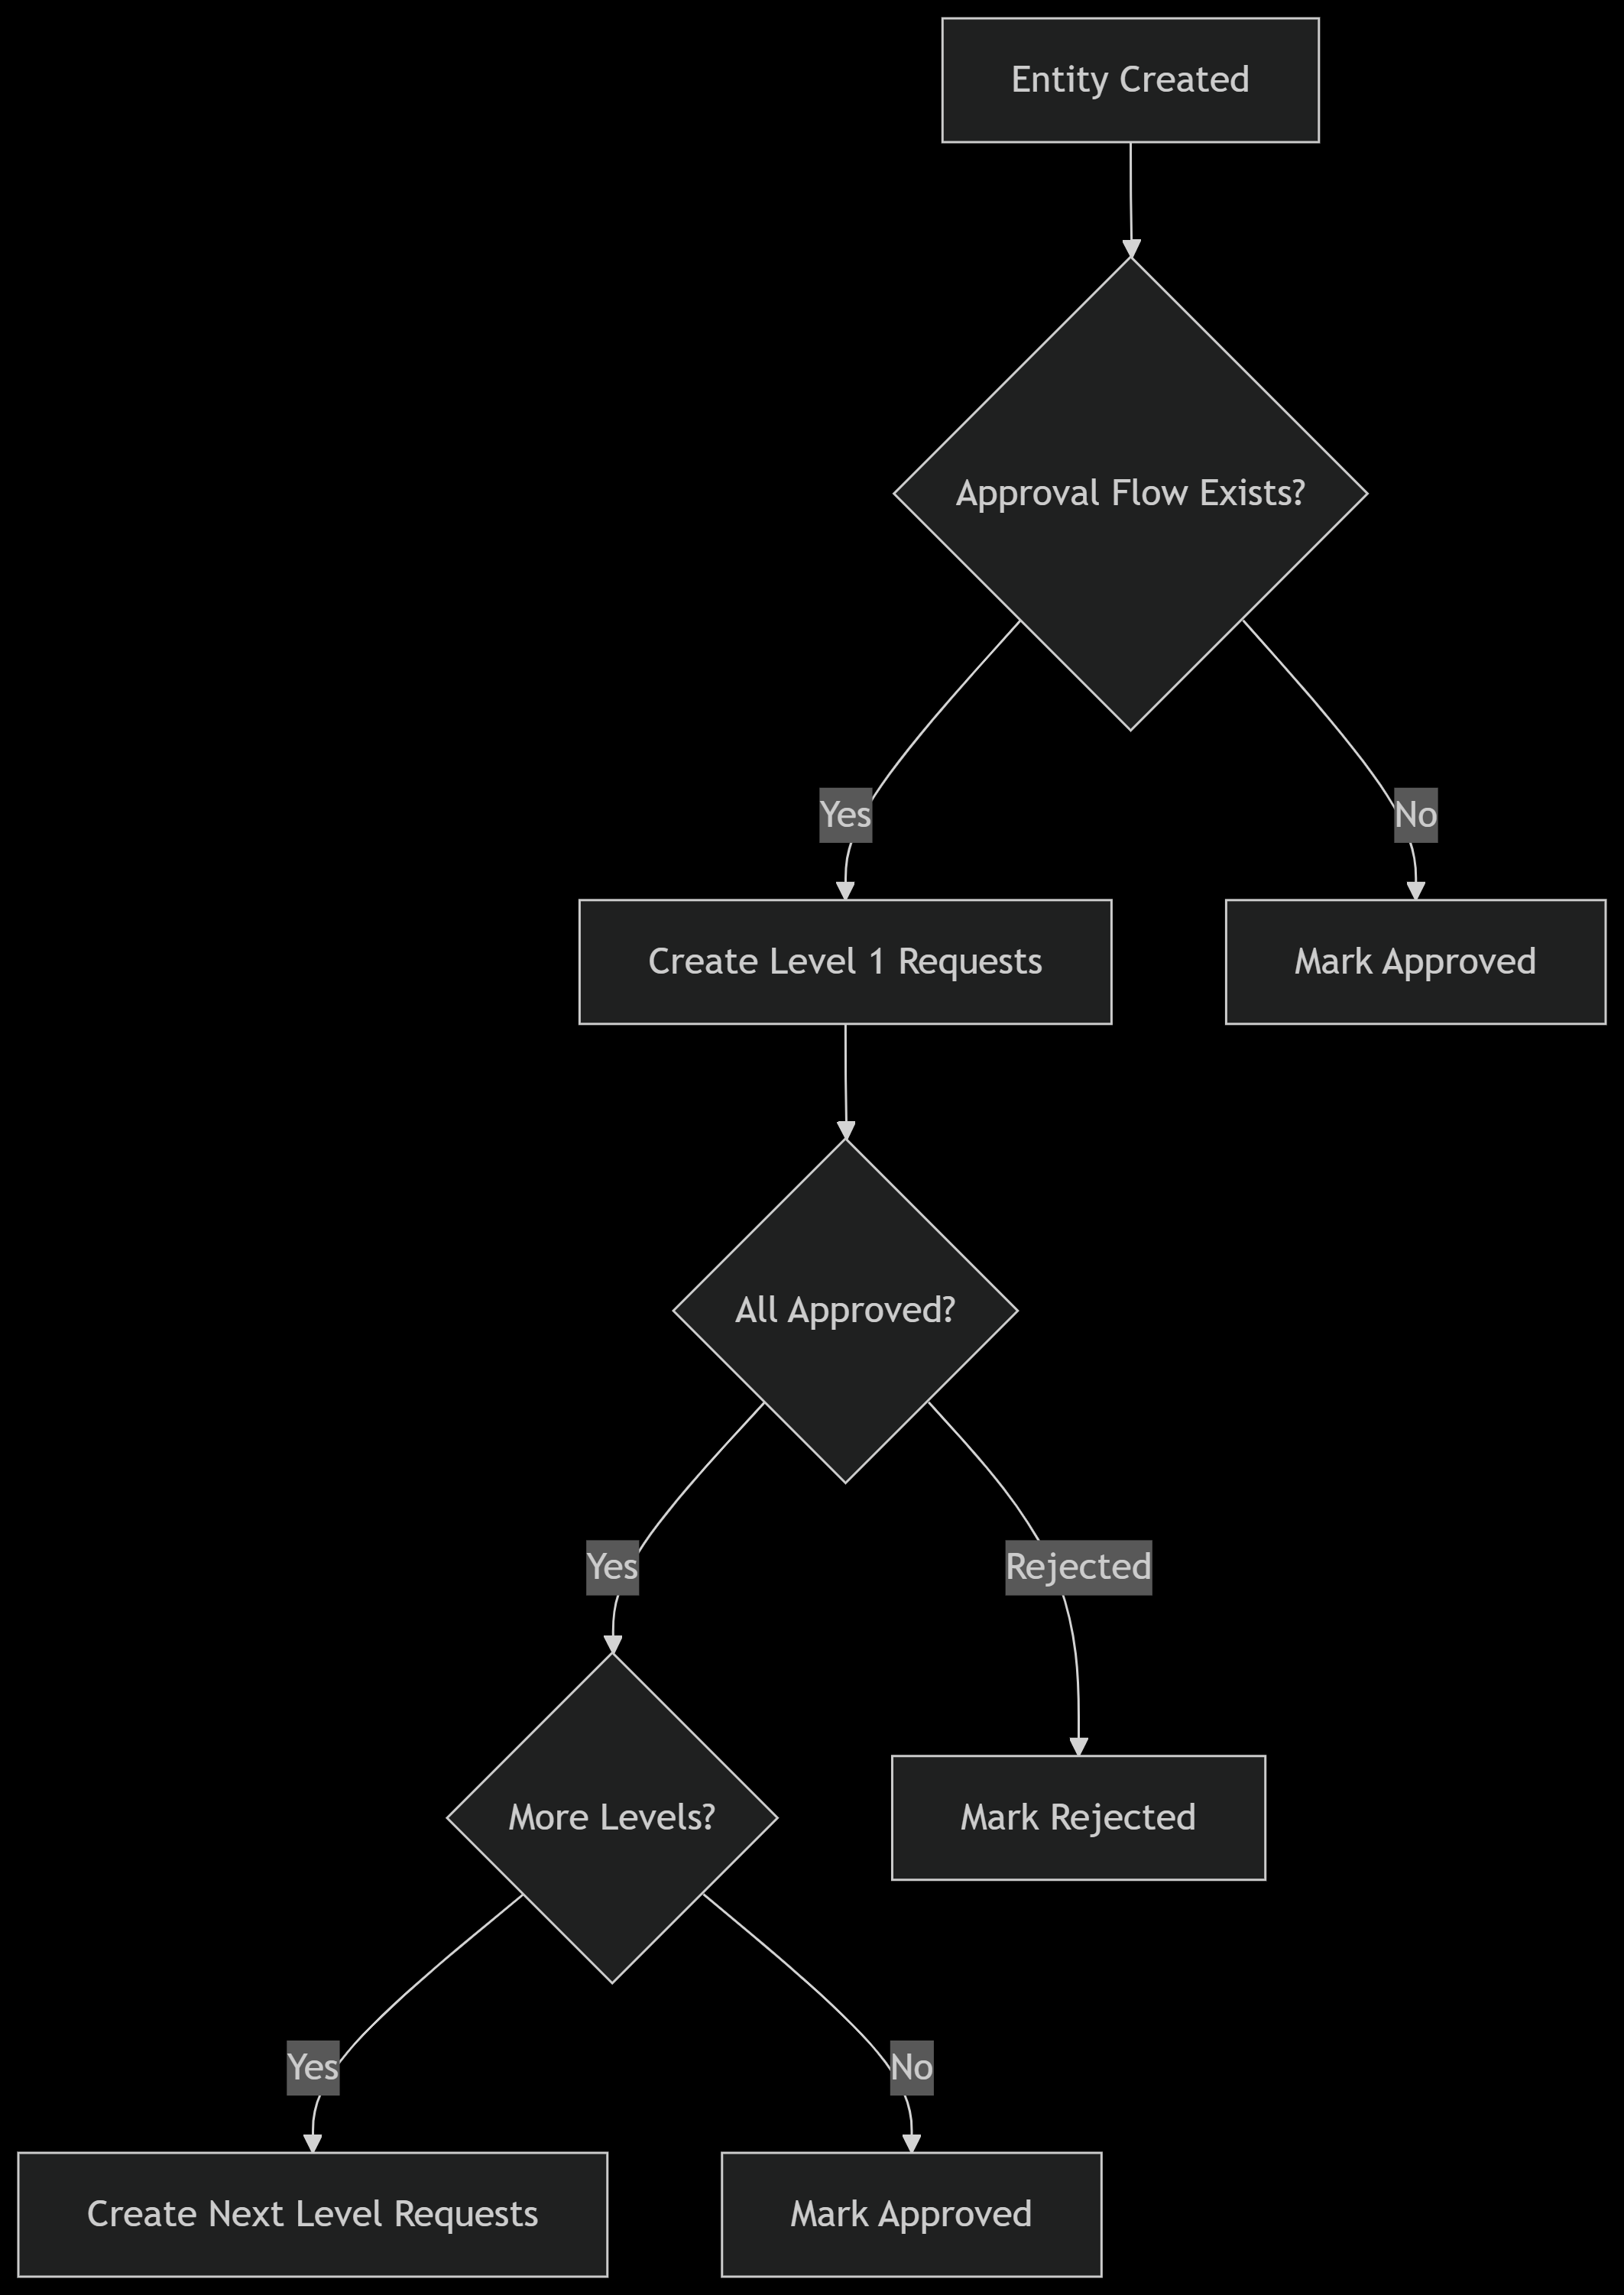 Entity Created
Approval Flow Exists?
Yes
No
Create Level 1 Requests
Mark Approved
All Approved?
Yes
Rejected
More Levels?
Mark Rejected
Yes
No
Create Next Level Requests
Mark Approved